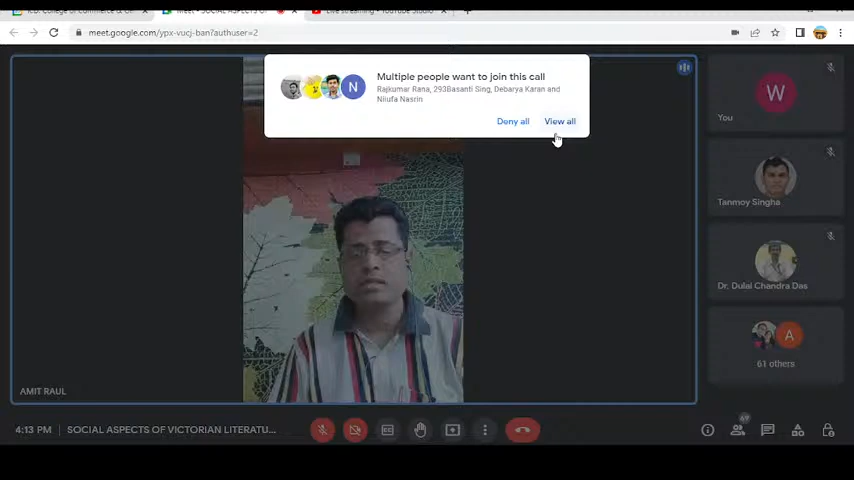 meet.google.com/ypx-vucj-ban?authuser=2
Multiple people want to join this call
Rajkumar Rana, 293Basanti Sing, Debarya Karan and
Nilufa Nasrin
N
Deny all
View all
W
You
Tanmoy Singha
Dr. Dulal Chandra Das
A
61 others
AMIT RAUL
4:13 PM
SOCIAL ASPECTS OF VICTORIAN LITERATU...